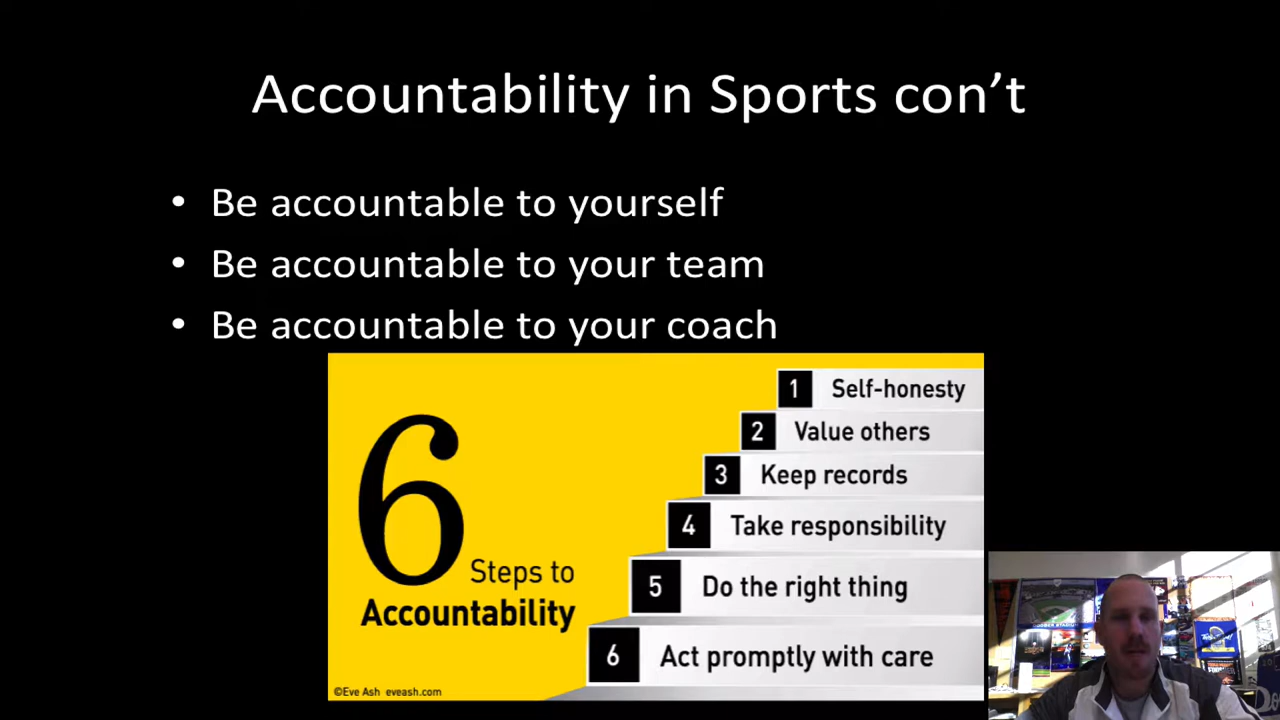 Accountability in Sports con’t
• Be accountable to yourself
• Be accountable to your team
• Be accountable to your coach
6
Steps to
Accountability
1 Self-honesty
2 Value others
3 Keep records
4 Take responsibility
5 Do the right thing
6 Act promptly with care
©Eve Ash eveash.com
DODGER STADIUM